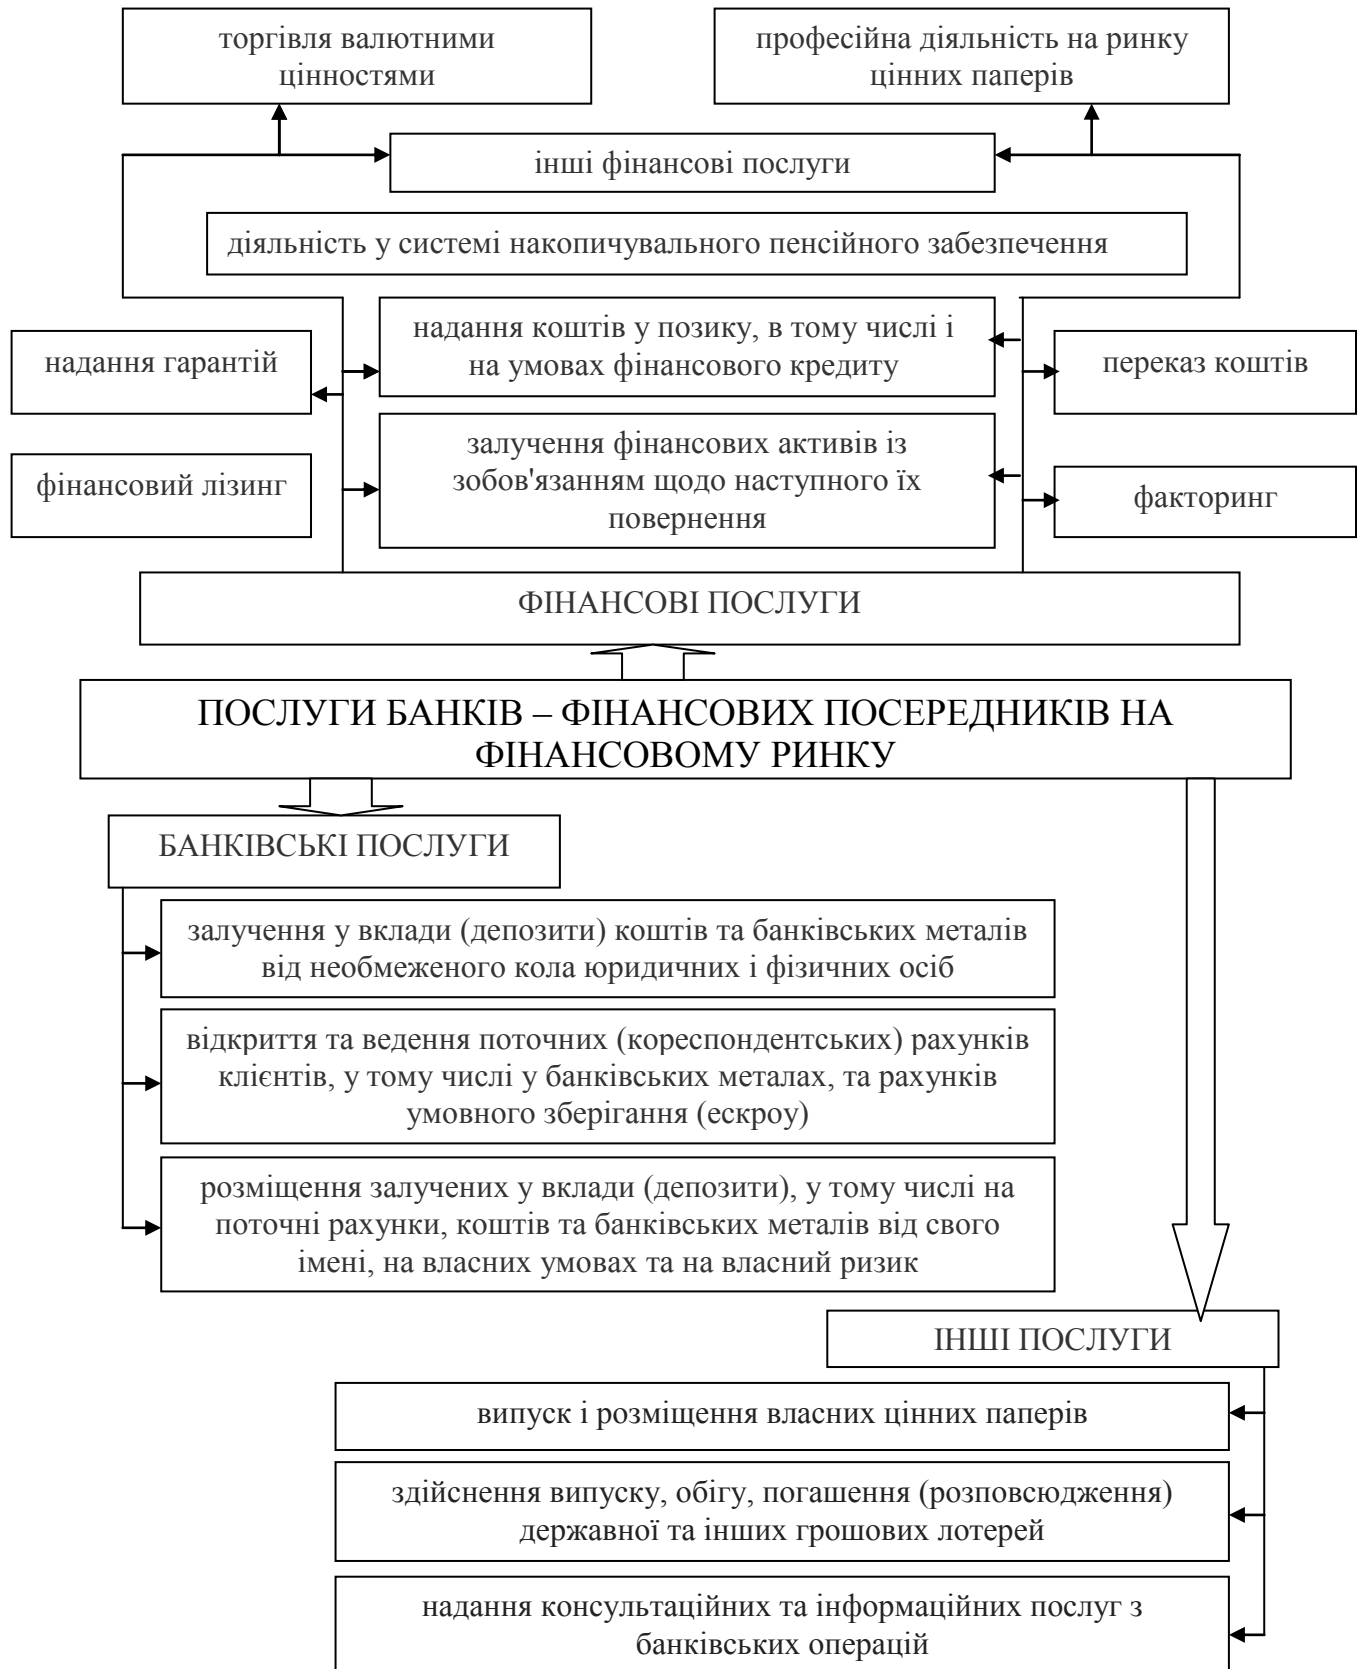 торгівля валютними
цінностями
професійна діяльність на ринку
цінних паперів
інші фінансові послуги
діяльність у системі накопичувального пенсійного забезпечення
надання гарантій
надання коштів у позику, в тому числі і
на умовах фінансового кредиту
переказ коштів
фінансовий лізинг
залучення фінансових активів із
зобов'язанням щодо наступного їх
повернення
факторинг
ФІНАНСОВІ ПОСЛУГИ
ПОСЛУГИ БАНКІВ – ФІНАНСОВИХ ПОСЕРЕДНИКІВ НА
ФІНАНСОВОМУ РИНКУ
БАНКІВСЬКІ ПОСЛУГИ
залучення у вклади (депозити) коштів та банківських металів
від необмеженого кола юридичних і фізичних осіб
відкриття та ведення поточних (кореспондентських) рахунків
клієнтів, у тому числі у банківських металах, та рахунків
умовного зберігання (ескроу)
розміщення залучених у вклади (депозити), у тому числі на
поточні рахунки, коштів та банківських металів від свого
імені, на власних умовах та на власний ризик
ІНШІ ПОСЛУГИ
випуск і розміщення власних цінних паперів
здійснення випуску, обігу, погашення (розповсюдження)
державної та інших грошових лотерей
надання консультаційних та інформаційних послуг з
банківських операцій